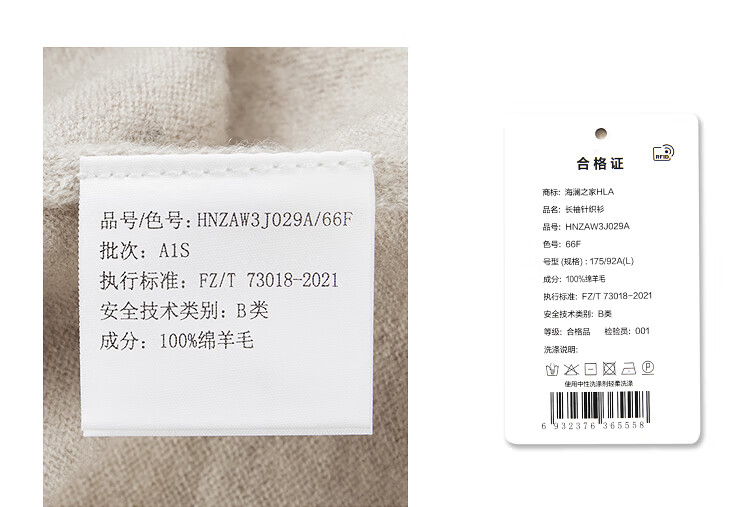 品号/色号: HNZAW3J029A/66F
批次: A1S
执行标准: FZ/T 73018-2021
安全技术类别: B类
成分: 100%绵羊毛
合格证
RFID
商标: 海澜之家HLA
品名: 长袖针织衫
品号: HNZAW3J029A
色号: 66F
号型 (规格) : 175/92A(L)
成分: 100%绵羊毛
执行标准: FZ/T 73018-2021
安全技术类别: B类
等级: 合格品 检验员: 001
洗涤说明:
P
使用中性洗涤剂轻柔洗涤
6 932376 365558